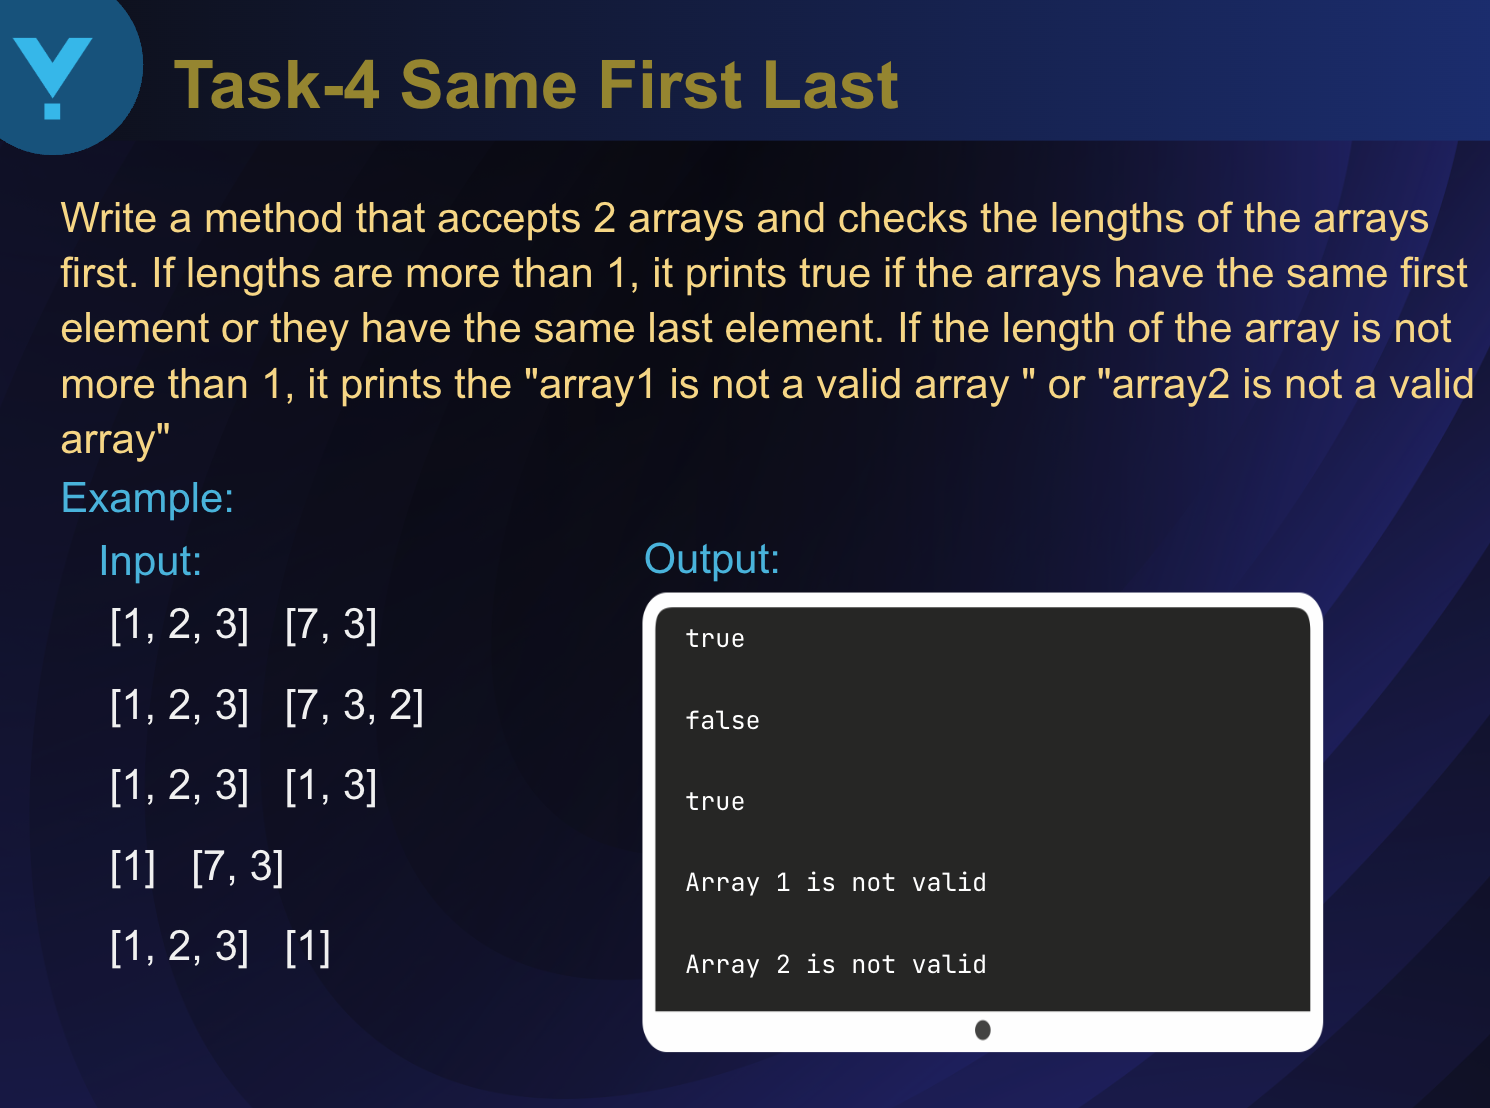 Task-4 Same First Last
Write a method that accepts 2 arrays and checks the lengths of the arrays
first. If lengths are more than 1, it prints true if the arrays have the same first
element or they have the same last element. If the length of the array is not
more than 1, it prints the "array1 is not a valid array " or "array2 is not a valid
array"
Example:
Input:
[1, 2, 3] [7, 3]
[1, 2, 3] [7, 3, 2]
[1, 2, 3] [1, 3]
[1] [7, 3]
[1, 2, 3] [1]
Output:
true
false
true
Array 1 is not valid
Array 2 is not valid